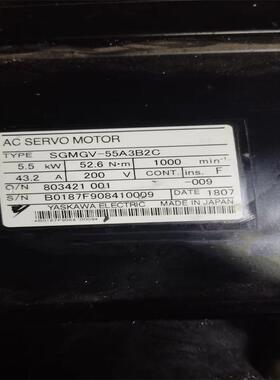 AC SERVO MOTOR
TYPE SGMGV-55A3B2C
5.5 kW 52.6 N·m 1000 min⁻¹
43.2 A 200 V CONT. ins. F
O/N 803421 001 -009
S/N B0187F908410009 DATE 1807
YASKAWA ELECTRIC MADE IN JAPAN